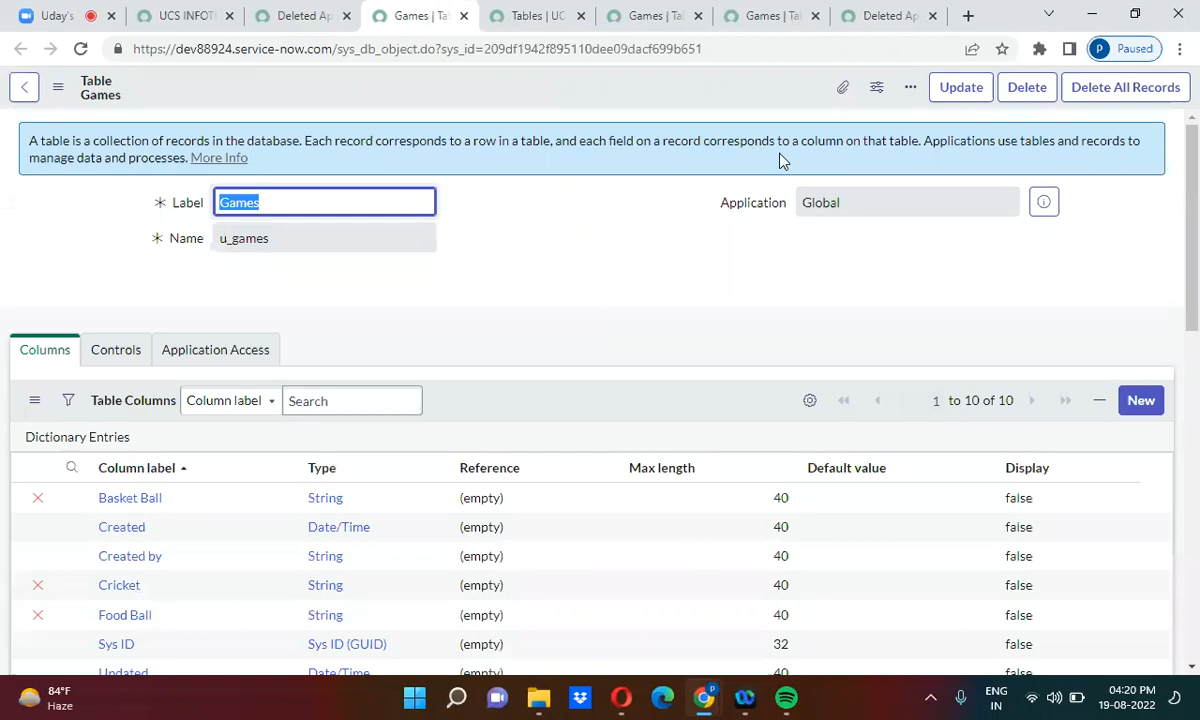 Uday's
UCS INFOT
Deleted Ap
Games | Ta
Tables | UC
Games | Ta
Games | Ta
Deleted Ap
https://dev88924.service-now.com/sys_db_object.do?sys_id=209df1942f895110dee09dacf699b651
P Paused
Table
Games
Update
Delete
Delete All Records
A table is a collection of records in the database. Each record corresponds to a row in a table, and each field on a record corresponds to a column on that table. Applications use tables and records to
manage data and processes. More Info
Label Games
Application Global
Name u_games
Columns
Controls
Application Access
Table Columns Column label Search
1 to 10 of 10
New
Dictionary Entries
Column label Type Reference Max length Default value Display
Basket Ball String (empty) 40 false
Created Date/Time (empty) 40 false
Created by String (empty) 40 false
Cricket String (empty) 40 false
Food Ball String (empty) 40 false
Sys ID Sys ID (GUID) (empty) 32 false
Updated Date/Time (empty) 40 false
84°F
Haze
ENG
IN
04:20 PM
19-08-2022